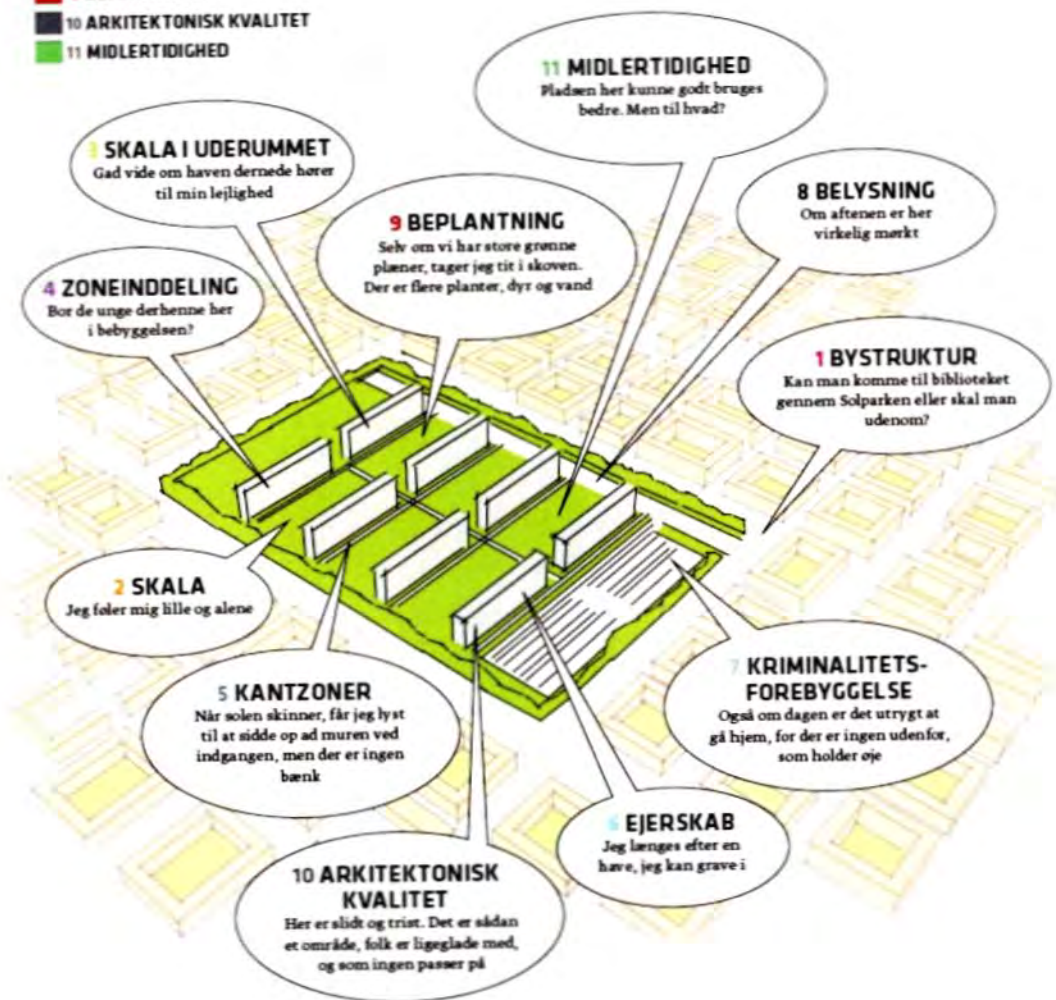 10 ARKITEKTONISK KVALITET
11 MIDLERTIDIGHED
11 MIDLERTIDIGHED
Pladsen her kunne godt bruges
bedre. Men til hvad?
3 SKALA I UDERUMMET
Gad vide om haven dernede hører
til min lejlighed
8 BELYSNING
Om aftenen er her
virkelig mørkt
9 BEPLANTNING
Selv om vi har store grønne
plæner, tager jeg tit i skoven.
Der er flere planter, dyr og vand
4 ZONEINDDELING
Bor de unge derhenne her
i bebyggelsen?
1 BYSTRUKTUR
Kan man komme til biblioteket
gennem Solparken eller skal man
udenom?
2 SKALA
Jeg føler mig lille og alene
7 KRIMINALITETS-
FOREBYGGELSE
Også om dagen er det utrygt at
gå hjem, for der er ingen udenfor,
som holder øje
5 KANTZONER
Når solen skinner, får jeg lyst
til at sidde op ad muren ved
indgangen, men der er ingen
bænk
6 EJERSKAB
Jeg længes efter en
have, jeg kan grave i
10 ARKITEKTONISK
KVALITET
Her er slidt og trist. Det er sådan
et område, folk er ligeglade med,
og som ingen passer på